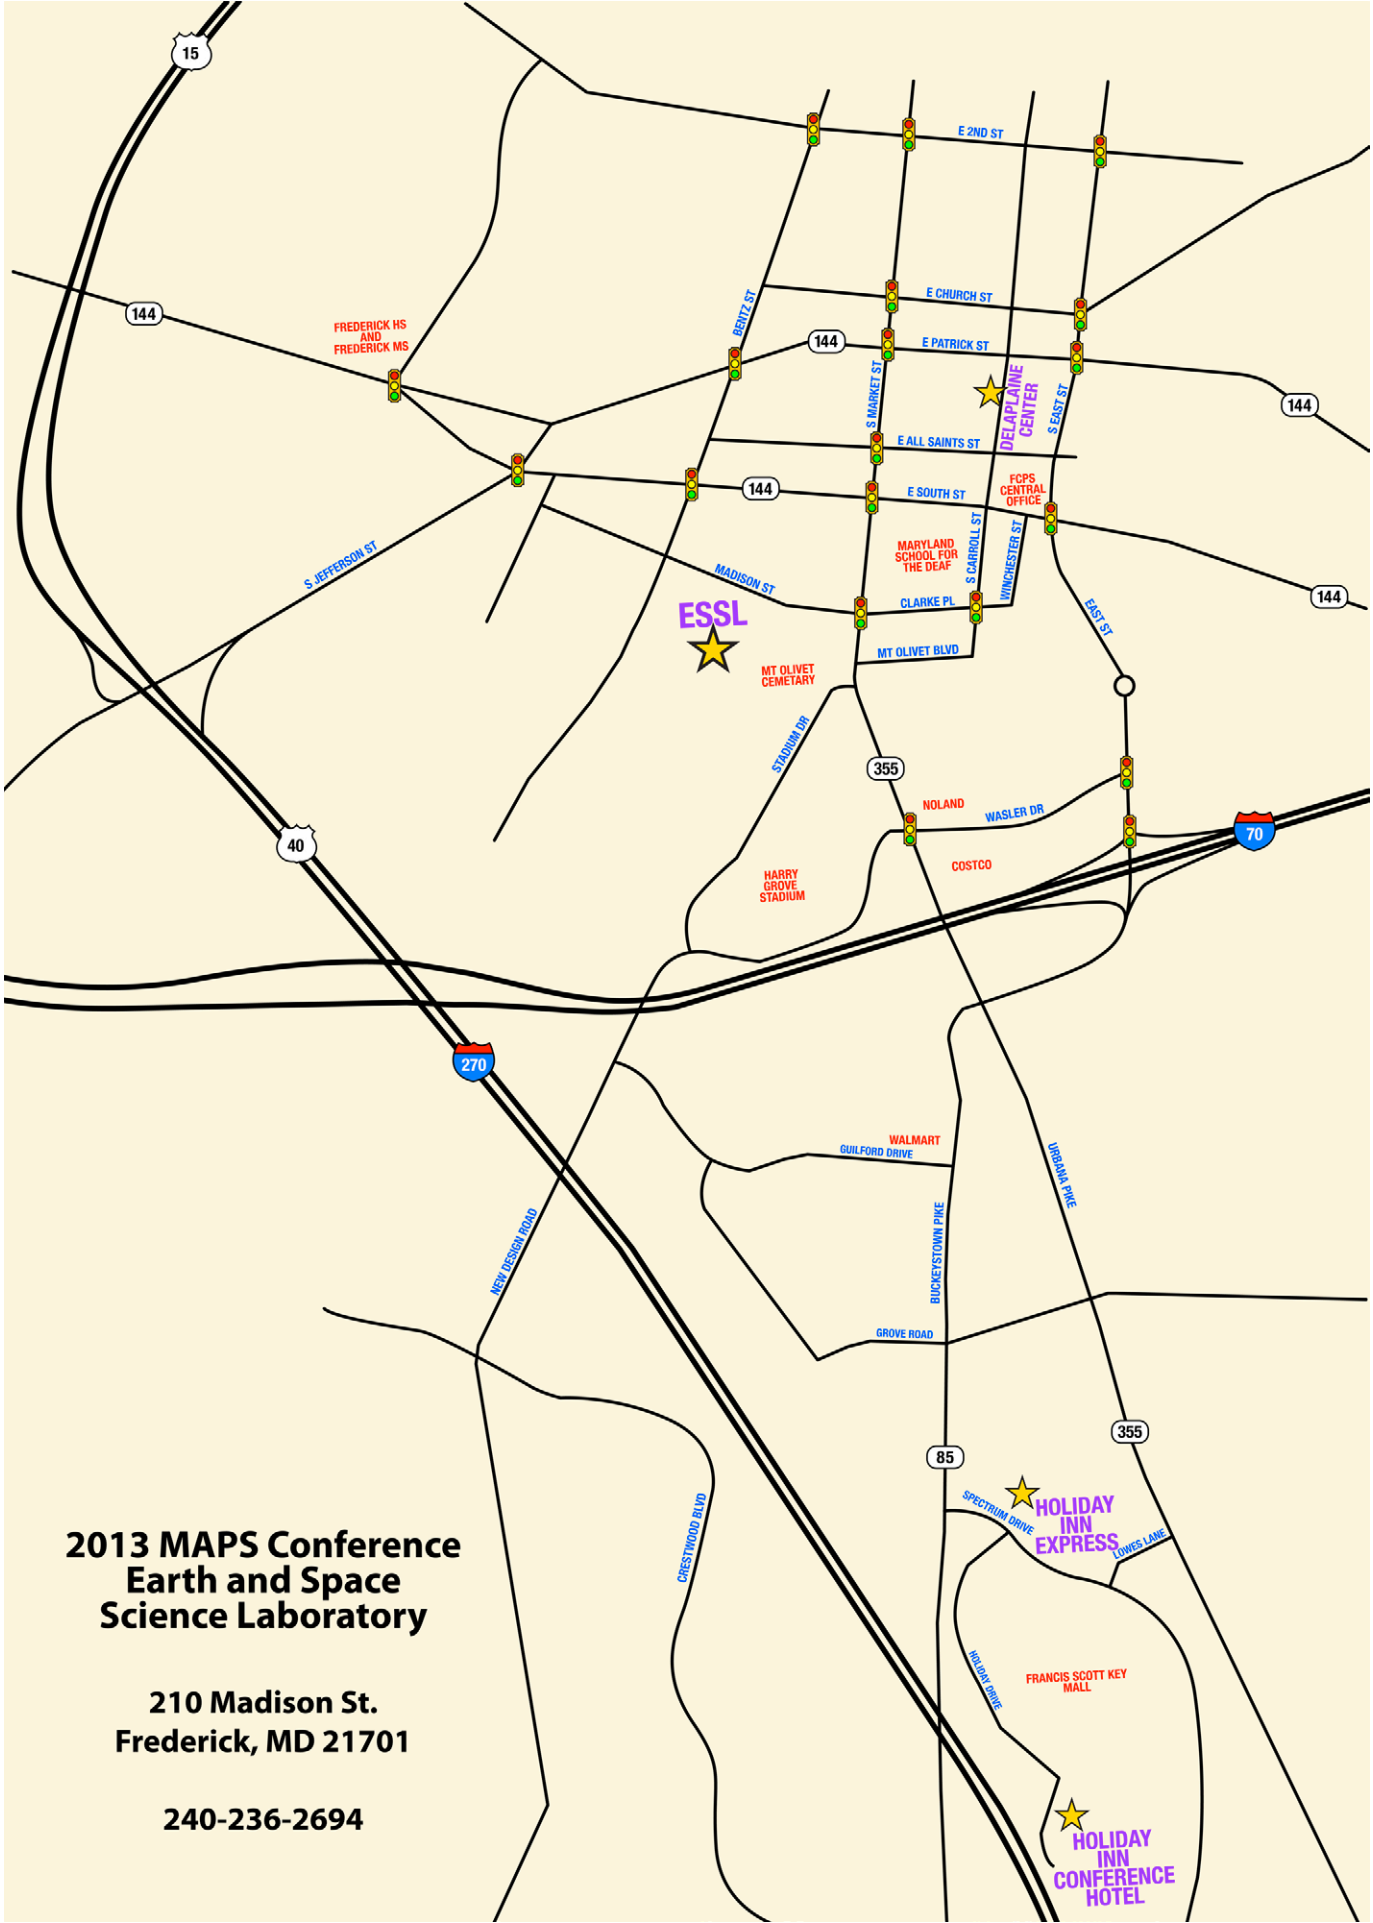 15
E 2ND ST
144
FREDERICK HS
AND
FREDERICK MS
BENTZ ST
E CHURCH ST
144
E PATRICK ST
S MARKET ST
DELAPLAINE
CENTER
S EAST ST
144
E ALL SAINTS ST
144
E SOUTH ST
FCPS
CENTRAL
OFFICE
S JEFFERSON ST
MADISON ST
MARYLAND
SCHOOL FOR
THE DEAF
S CARROLL ST
WINCHESTER ST
144
ESSL
CLARKE PL
EAST ST
MT OLIVET BLVD
MT OLIVET
CEMETARY
STADIUM DR
355
NOLAND
WASLER DR
70
40
COSTCO
HARRY
GROVE
STADIUM
270
WALMART
GUILFORD DRIVE
URBANA PIKE
NEW DESIGN ROAD
BUCKEYSTOWN PIKE
GROVE ROAD
355
85
SPECTRUM DRIVE
HOLIDAY
INN
EXPRESS
LOWES LANE
CRESTWOOD BLVD
2013 MAPS Conference
Earth and Space
Science Laboratory
HOLIDAY DRIVE
FRANCIS SCOTT KEY
MALL
210 Madison St.
Frederick, MD 21701
240-236-2694
HOLIDAY
INN
CONFERENCE
HOTEL